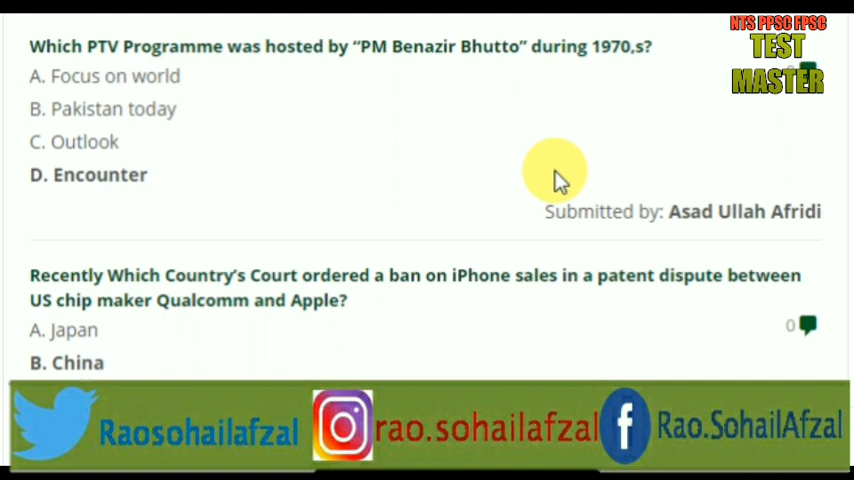 NTS PPSC FPSC
TEST
MASTER
Which PTV Programme was hosted by “PM Benazir Bhutto” during 1970,s?
A. Focus on world
B. Pakistan today
C. Outlook
D. Encounter
Submitted by: Asad Ullah Afridi
Recently Which Country’s Court ordered a ban on iPhone sales in a patent dispute between
US chip maker Qualcomm and Apple?
0
A. Japan
B. China
Raosohailafzal rao.sohailafzal Rao.SohailAfzal